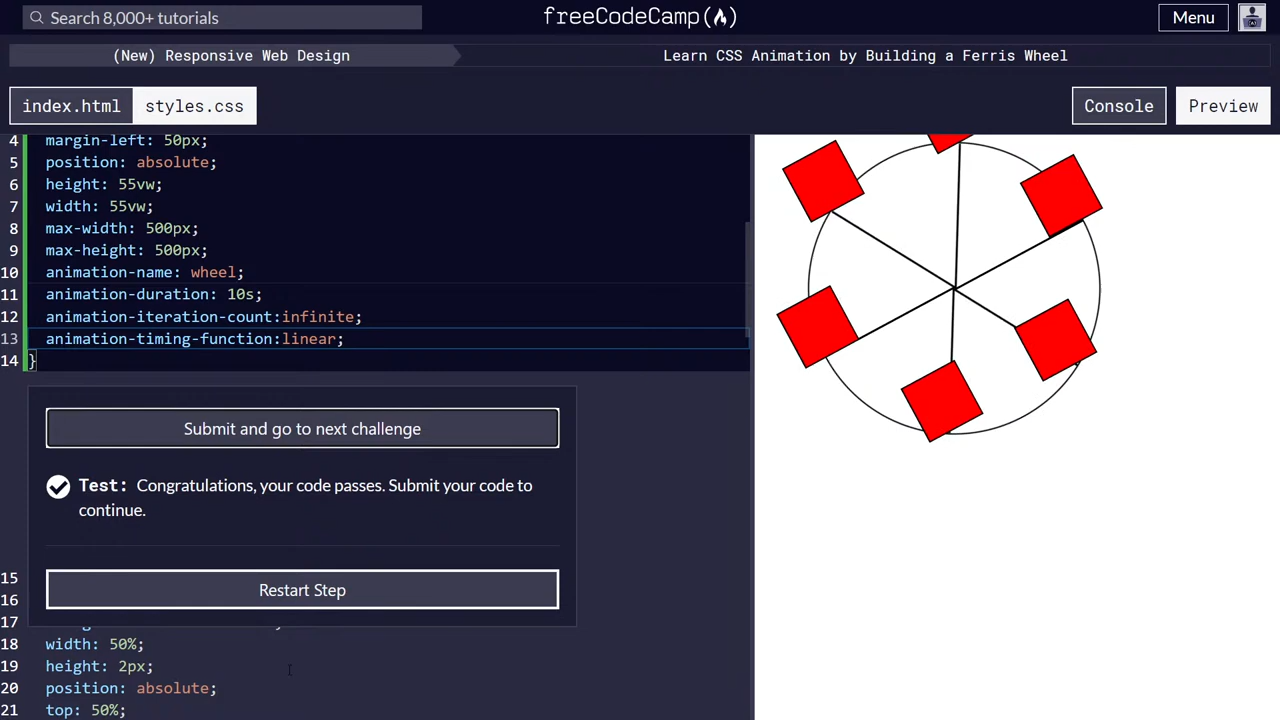 Search 8,000+ tutorials
freeCodeCamp
Menu
(New) Responsive Web Design
Learn CSS Animation by Building a Ferris Wheel
index.html
styles.css
Console
Preview
4 margin-left: 50px;
5 position: absolute;
6 height: 55vw;
7 width: 55vw;
8 max-width: 500px;
9 max-height: 500px;
10 animation-name: wheel;
11 animation-duration: 10s;
12 animation-iteration-count:infinite;
13 animation-timing-function:linear;
14 }
Submit and go to next challenge
Test: Congratulations, your code passes. Submit your code to
continue.
Restart Step
15
16
17
18 width: 50%;
19 height: 2px;
20 position: absolute;
21 top: 50%;